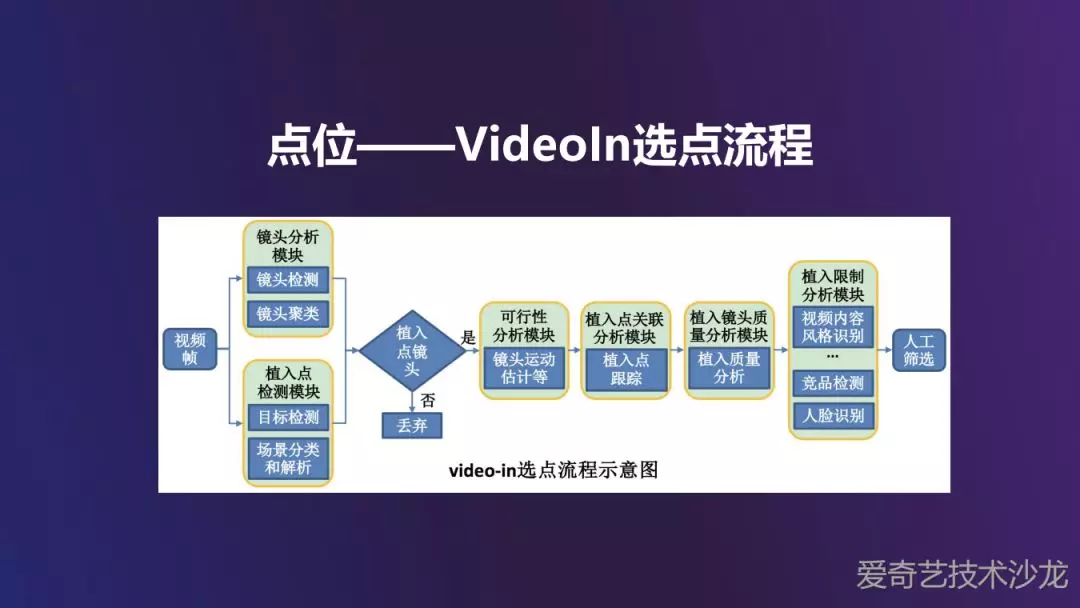 点位——VideoIn选点流程
视频
帧
镜头分析
模块
镜头检测
镜头聚类
植入点
检测模块
目标检测
场景分类
和解析
植入
点镜
头
是
否
丢弃
可行性
分析模块
镜头运动
估计等
植入点关联
分析模块
植入点
跟踪
植入镜头质
量分析模块
植入质量
分析
植入限制
分析模块
视频内容
风格识别
...
竞品检测
人脸识别
人工
筛选
video-in选点流程示意图
爱奇艺技术沙龙